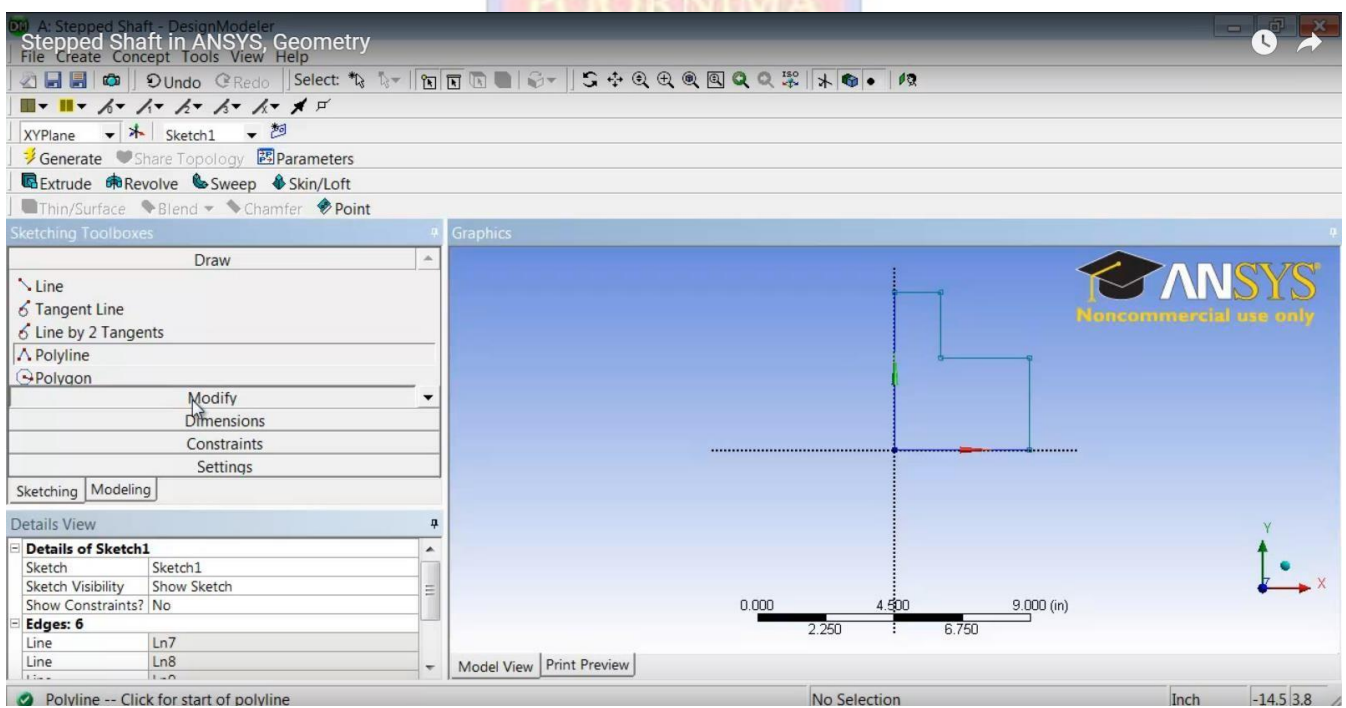 POORNIMA
A: Stepped Shaft - DesignModeler
Stepped Shaft in ANSYS, Geometry
File Create Concept Tools View Help
Undo Redo Select: ISO
XYPlane Sketch1
Generate Share Topology Parameters
Extrude Revolve Sweep Skin/Loft
Thin/Surface Blend Chamfer Point
Sketching Toolboxes
Draw
Line
Tangent Line
Line by 2 Tangents
Polyline
Polygon
Modify
Dimensions
Constraints
Settings
Sketching Modeling
Details View
Details of Sketch1
Sketch Sketch1
Sketch Visibility Show Sketch
Show Constraints? No
Edges: 6
Line Ln7
Line Ln8
Line Ln9
Graphics
ANSYS
Noncommercial use only
Y
Z X
0.000 4.500 9.000 (in)
2.250 6.750
Model View Print Preview
Polyline -- Click for start of polyline No Selection Inch -14.5 3.8